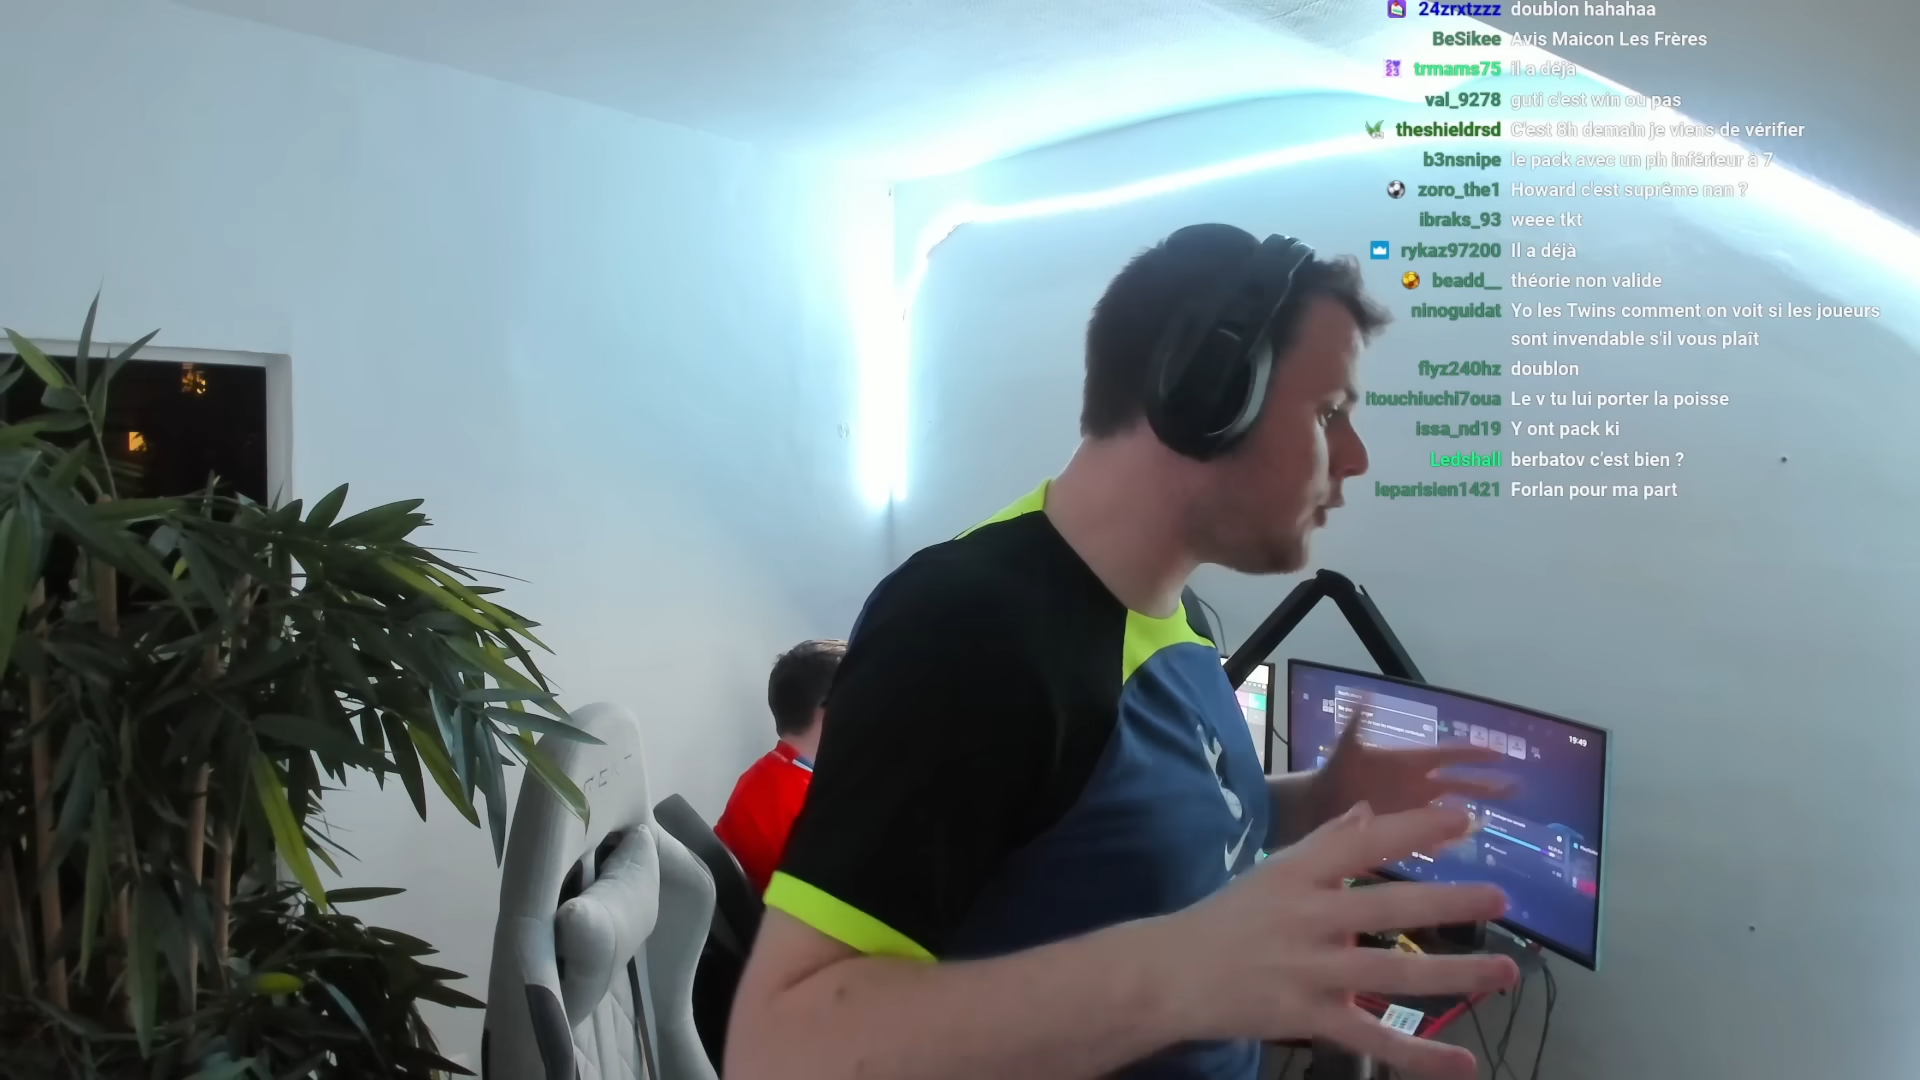 24zrxtzzz doublon hahahaa
BeSikee Avis Maicon Les Frères
trmams75 il a déjà
val_9278 guti c'est win ou pas
theshieldrsd C'est 8h demain je viens de vérifier
b3nsnipe le pack avec un ph inférieur à 7
zoro_the1 Howard c'est suprême nan ?
ibraks_93 weee tkt
rykaz97200 Il a déjà
beadd__ théorie non valide
ninoguidat Yo les Twins comment on voit si les joueurs
sont invendable s'il vous plaît
flyz240hz doublon
itouchiuchi7oua Le v tu lui porter la poisse
issa_nd19 Y ont pack ki
Ledshall berbatov c'est bien ?
leparisien1421 Forlan pour ma part
19:49